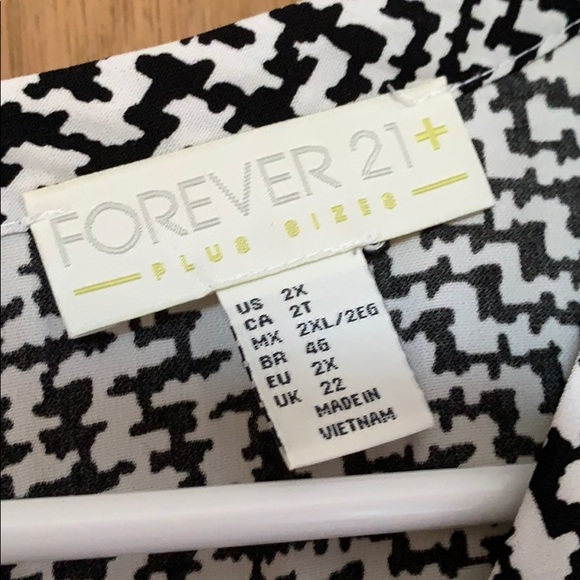 FOREVER 21+
PLUS SIZES
US 2X
CA 2T
MX 2XL/2EG
BR 46
EU 2X
UK 22
MADE IN
VIETNAM